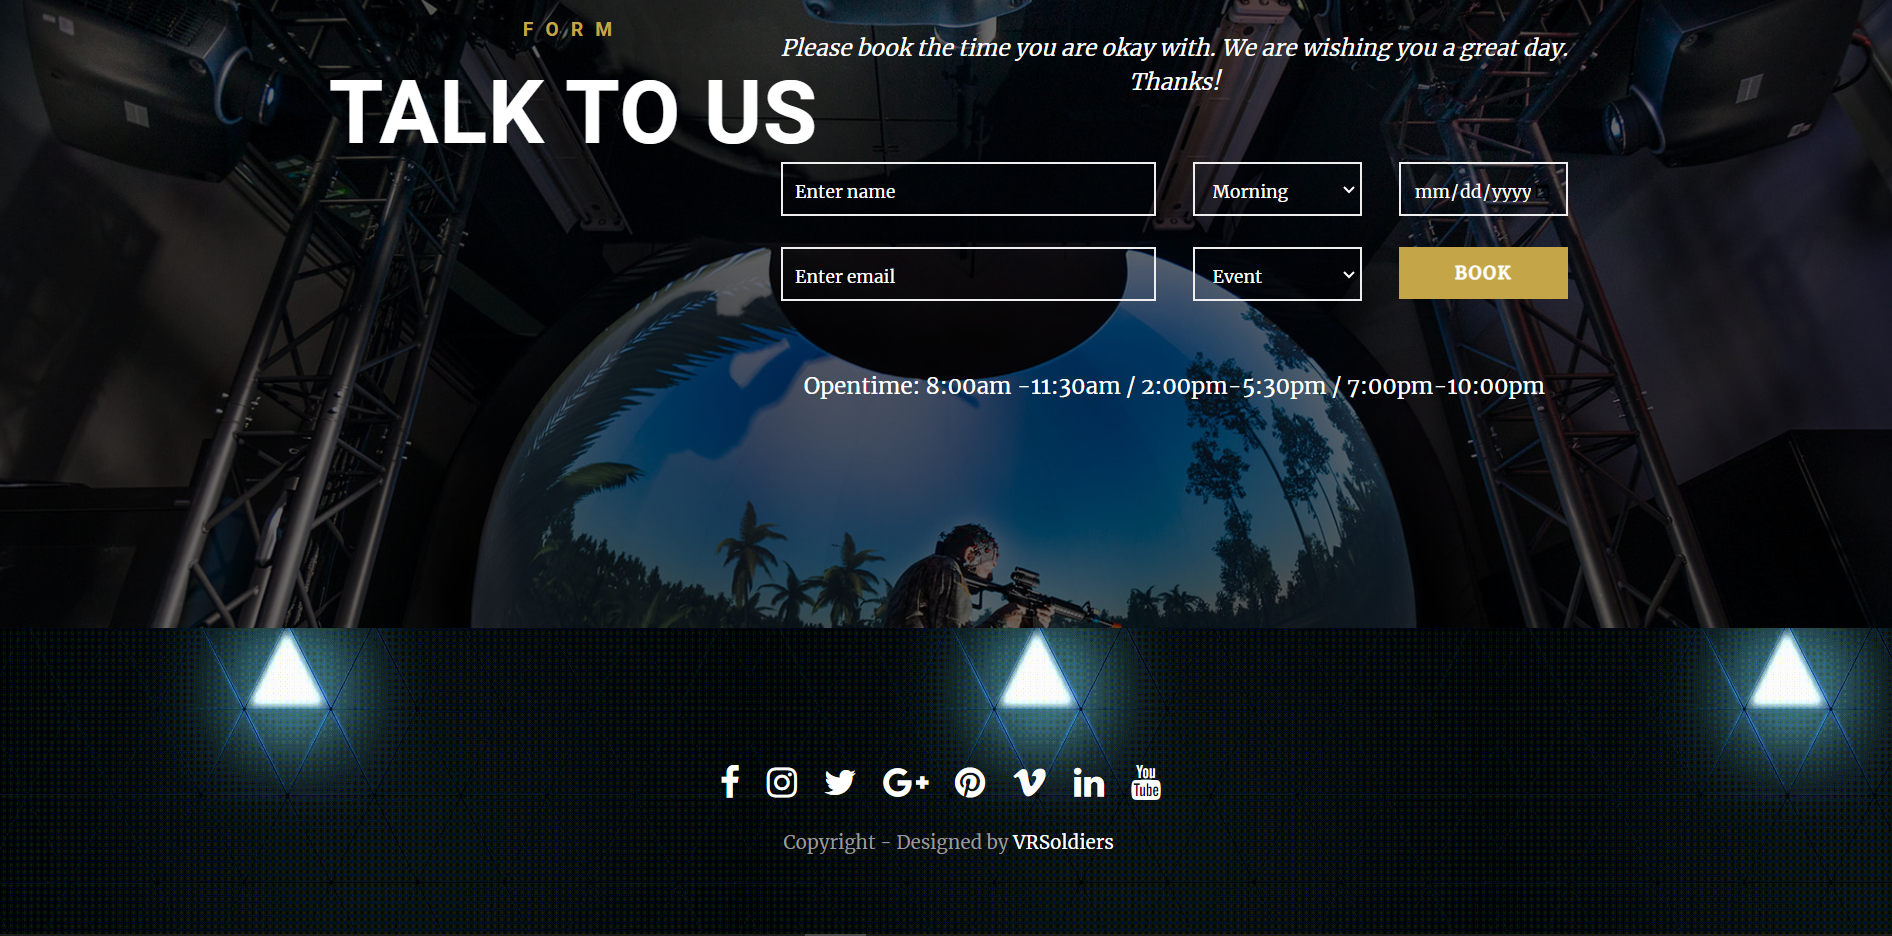 FORM
TALK TO US
Please book the time you are okay with. We are wishing you a great day.
Thanks!
Enter name
Morning
mm/dd/yyyy
Enter email
Event
BOOK
Opentime: 8:00am -11:30am / 2:00pm-5:30pm / 7:00pm-10:00pm
You
Tube
Copyright - Designed by VRSoldiers